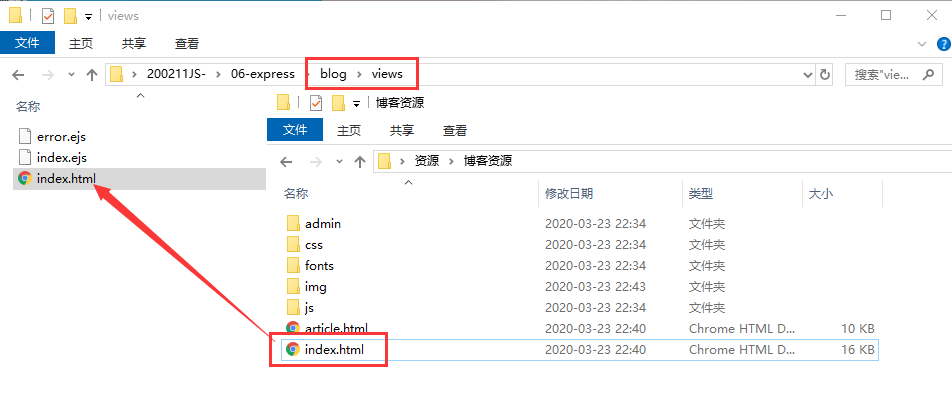 views
文件 主页 共享 查看
200211JS- 06-express blog views 搜索"vie...
名称
error.ejs
index.ejs
index.html
博客资源
文件 主页 共享 查看
资源 博客资源
名称 修改日期 类型 大小
admin 2020-03-23 22:34 文件夹
css 2020-03-23 22:34 文件夹
fonts 2020-03-23 22:34 文件夹
img 2020-03-23 22:43 文件夹
js 2020-03-23 22:34 文件夹
article.html 2020-03-23 22:40 Chrome HTML D... 10 KB
index.html 2020-03-23 22:40 Chrome HTML D... 16 KB